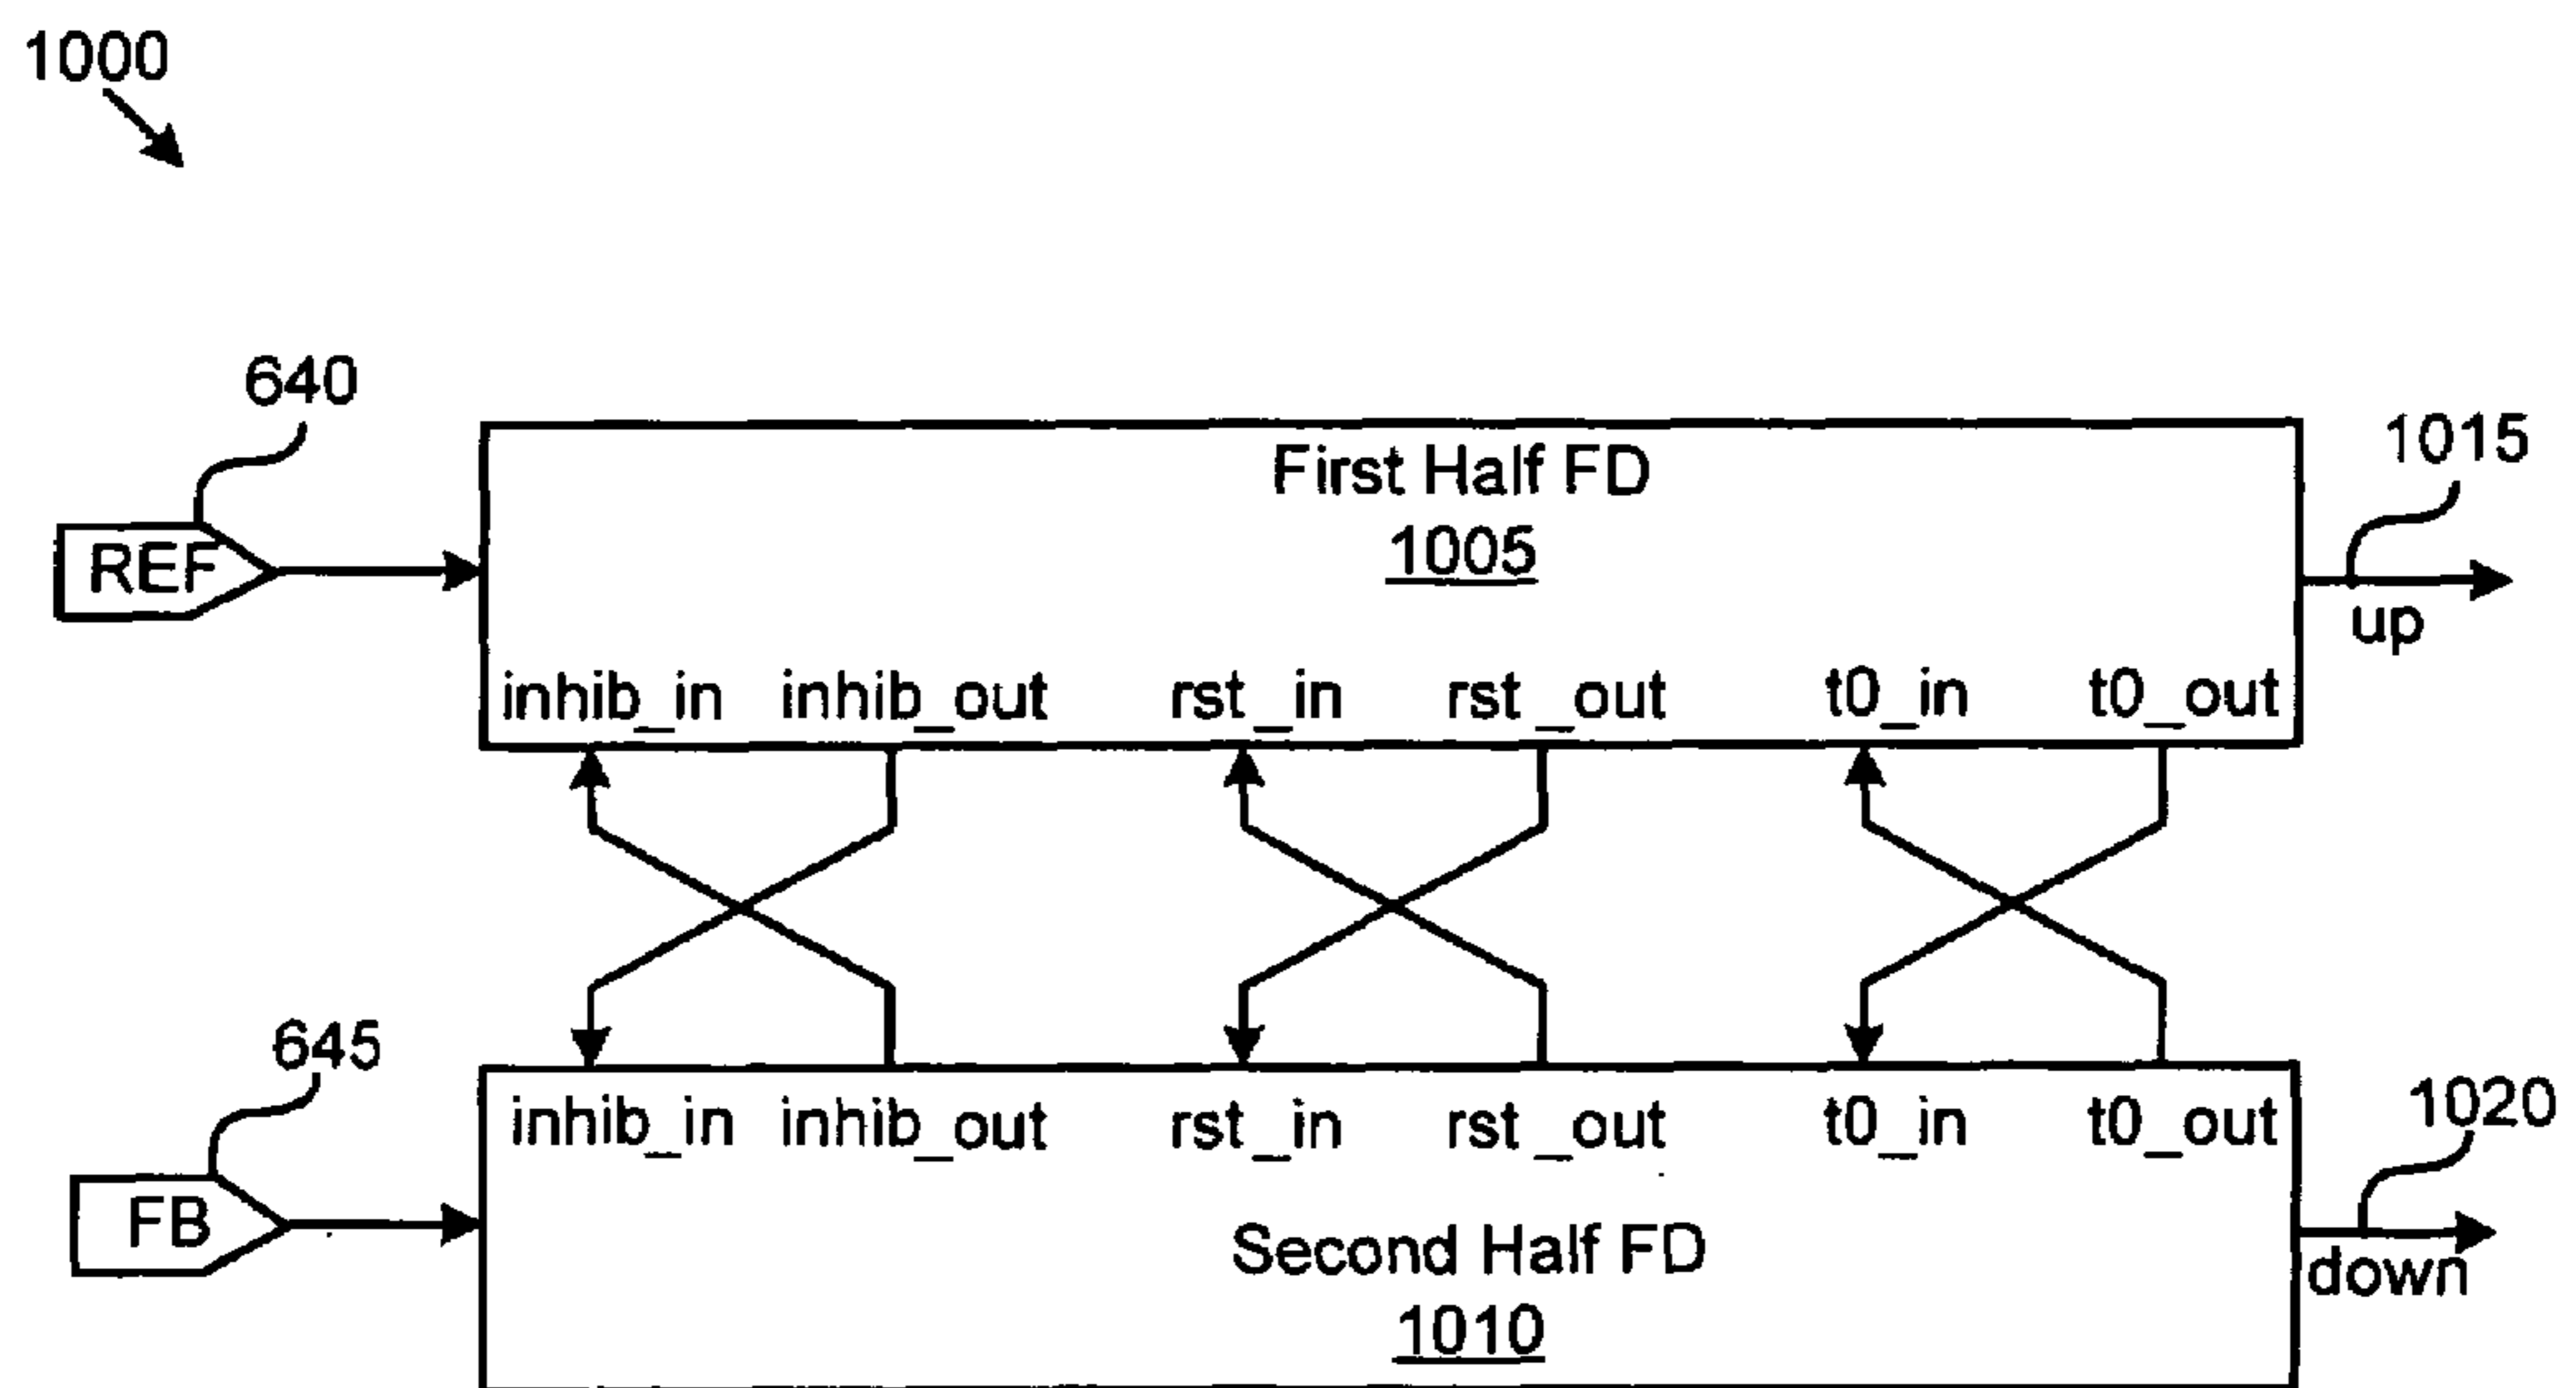 1000
640
First Half FD
1015
REF
1005
up
inhib_in inhib_out rst_in rst_out t0_in t0_out
645
inhib_in inhib_out rst_in rst_out t0_in t0_out
1020
FB
Second Half FD
down
1010